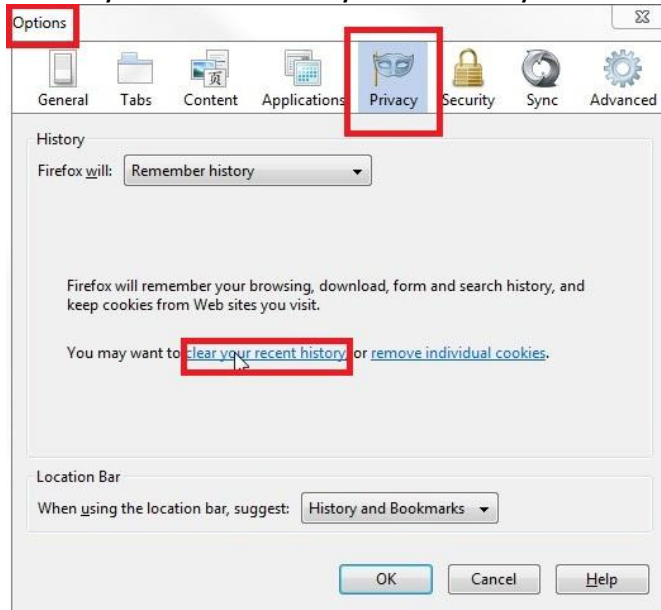 Options
General Tabs Content Applications Privacy Security Sync Advanced
History
Firefox will: Remember history
Firefox will remember your browsing, download, form and search history, and
keep cookies from Web sites you visit.
You may want to clear your recent history, or remove individual cookies.
Location Bar
When using the location bar, suggest: History and Bookmarks
OK Cancel Help